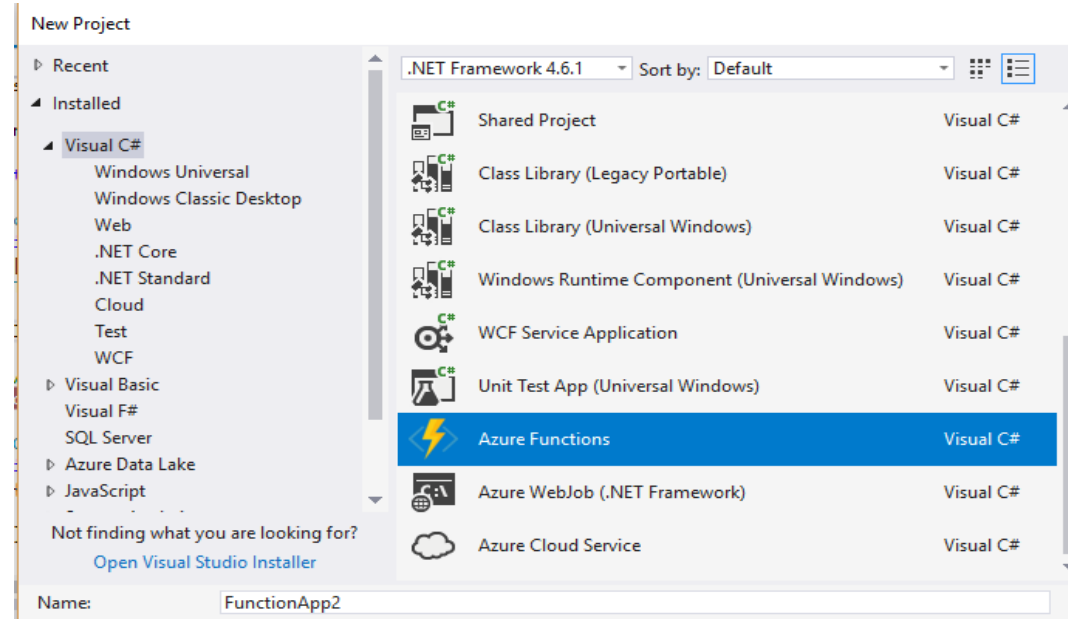 New Project
Recent
Installed
Visual C#
Windows Universal
Windows Classic Desktop
Web
.NET Core
.NET Standard
Cloud
Test
WCF
Visual Basic
Visual F#
SQL Server
Azure Data Lake
JavaScript
Not finding what you are looking for?
Open Visual Studio Installer
.NET Framework 4.6.1 Sort by: Default
Shared Project Visual C#
Class Library (Legacy Portable) Visual C#
Class Library (Universal Windows) Visual C#
Windows Runtime Component (Universal Windows) Visual C#
WCF Service Application Visual C#
Unit Test App (Universal Windows) Visual C#
Azure Functions Visual C#
Azure WebJob (.NET Framework) Visual C#
Azure Cloud Service Visual C#
Name: FunctionApp2